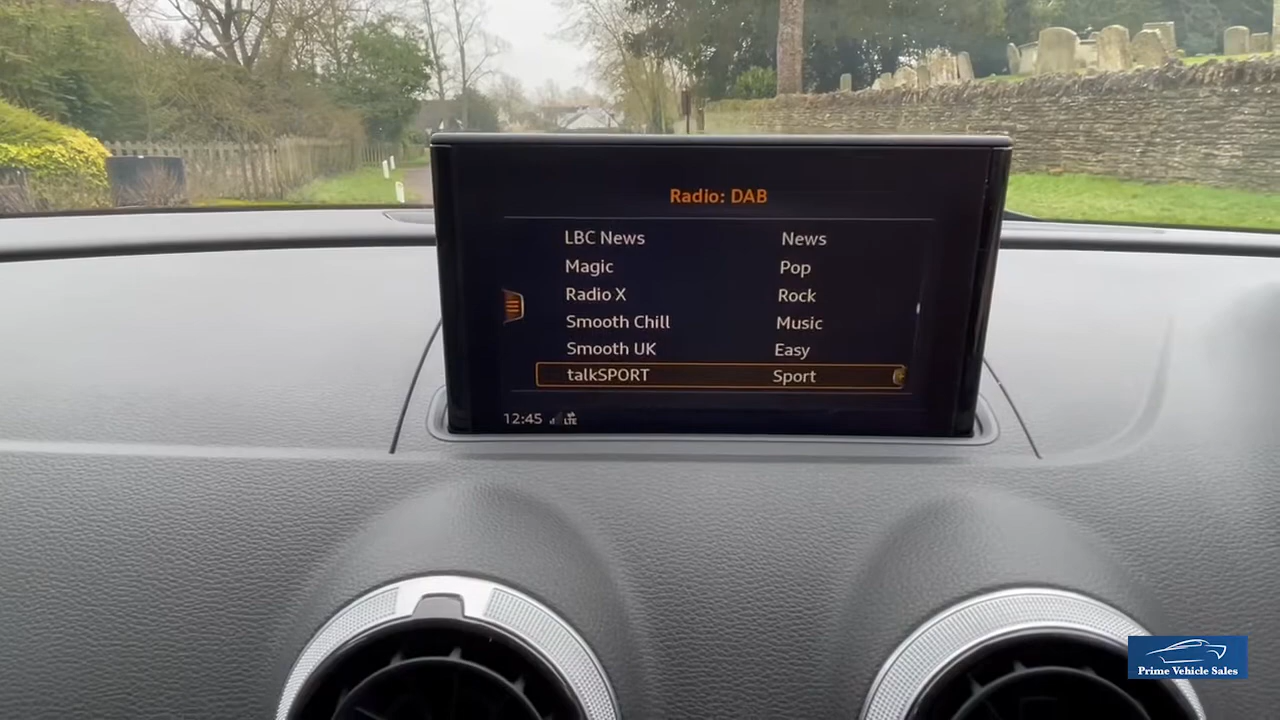 Radio: DAB
LBC News News
Magic Pop
Radio X Rock
Smooth Chill Music
Smooth UK Easy
talkSPORT Sport
12:45 LTE
Prime Vehicle Sales